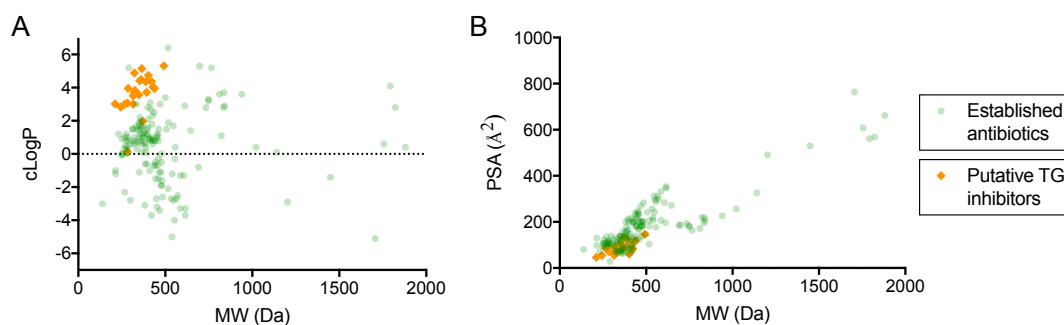 A
cLogP
6
4
2
0
-2
-4
-6
0 500 1000 1500 2000
MW (Da)
B
PSA (Å²)
1000
800
600
400
200
0
0 500 1000 1500 2000
MW (Da)
Established
antibiotics
Putative TG
inhibitors